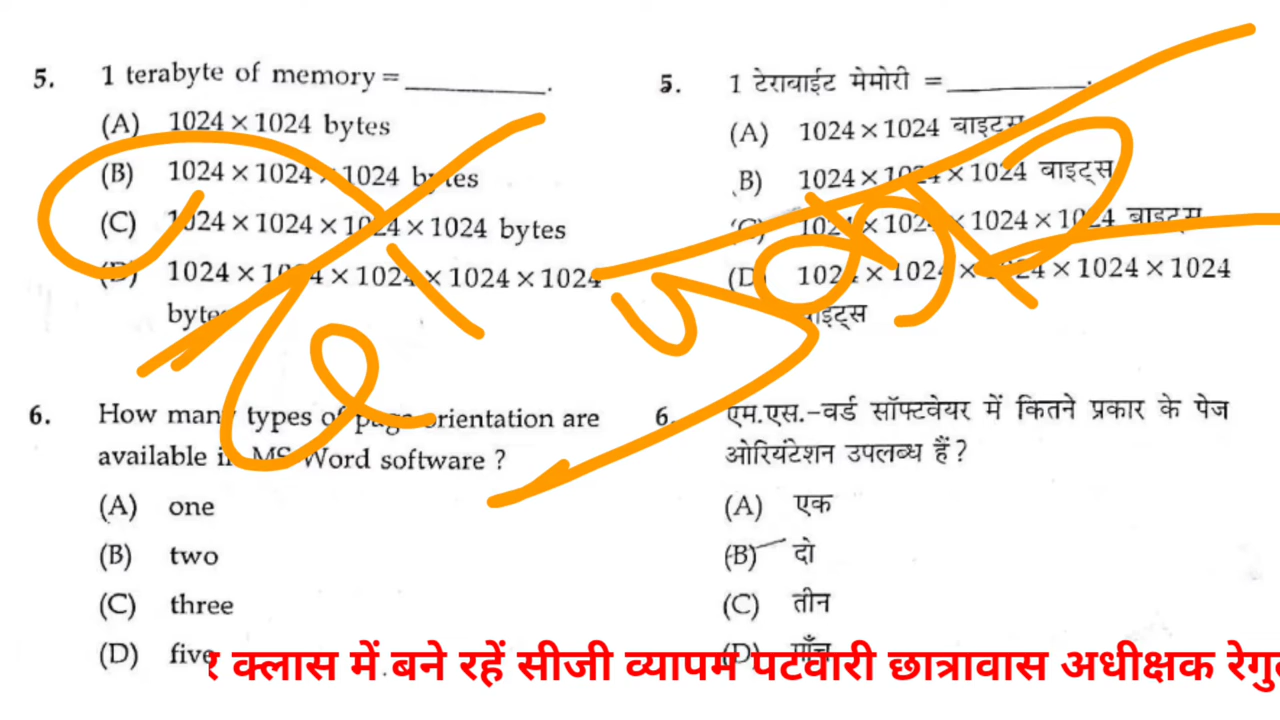 5. 1 terabyte of memory = ________.
(A) 1024 × 1024 bytes
(B) 1024 × 1024 × 1024 bytes
(C) 1024 × 1024 × 1024 × 1024 bytes
(D) 1024 × 1024 × 1024 × 1024 × 1024
bytes
6. How many types of page orientation are
available in MS Word software ?
(A) one
(B) two
(C) three
(D) five
5. 1 टेराबाईट मेमोरी = ________.
(A) 1024 × 1024 बाइट्स
B) 1024 × 1024 × 1024 बाइट्स
(C) 1024 × 1024 × 1024 × 1024 बाइट्स
(D) 1024 × 1024 × 1024 × 1024 × 1024
बाइट्स
6. एम.एस.-वर्ड सॉफ्टवेयर में कितने प्रकार के पेज
ओरियंटेशन उपलब्ध हैं ?
(A) एक
(B) दो
(C) तीन
(D) पाँच
क्लास में बने रहें सीजी व्यापम पटवारी छात्रावास अधीक्षक